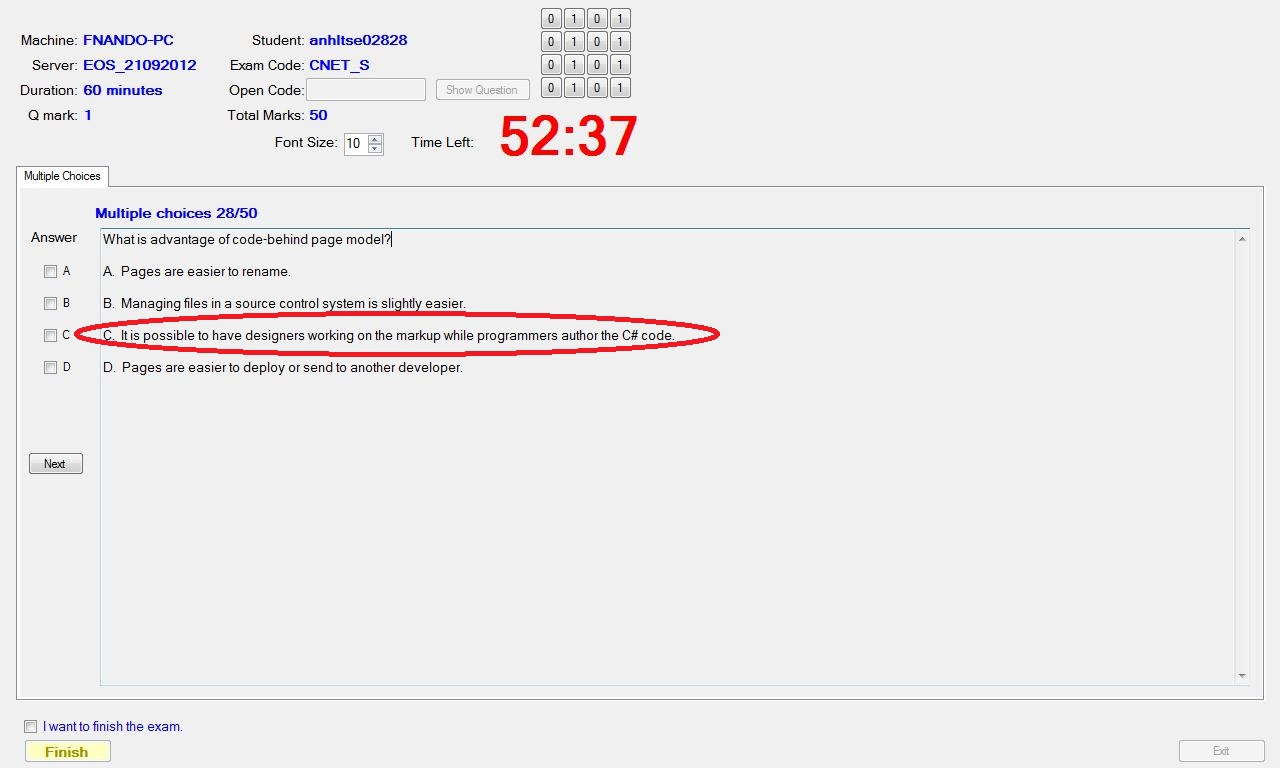 0 1 0 1
Machine: FNANDO-PC Student: anhltse02828
0 1 0 1
Server: EOS_21092012 Exam Code: CNET_S
0 1 0 1
Duration: 60 minutes Open Code: Show Question
0 1 0 1
Q mark: 1 Total Marks: 50
Font Size: 10 Time Left: 52:37
Multiple Choices
Multiple choices 28/50
Answer
What is advantage of code-behind page model?
A A. Pages are easier to rename.
B B. Managing files in a source control system is slightly easier.
C C. It is possible to have designers working on the markup while programmers author the C# code.
D D. Pages are easier to deploy or send to another developer.
Next
I want to finish the exam.
Finish Exit